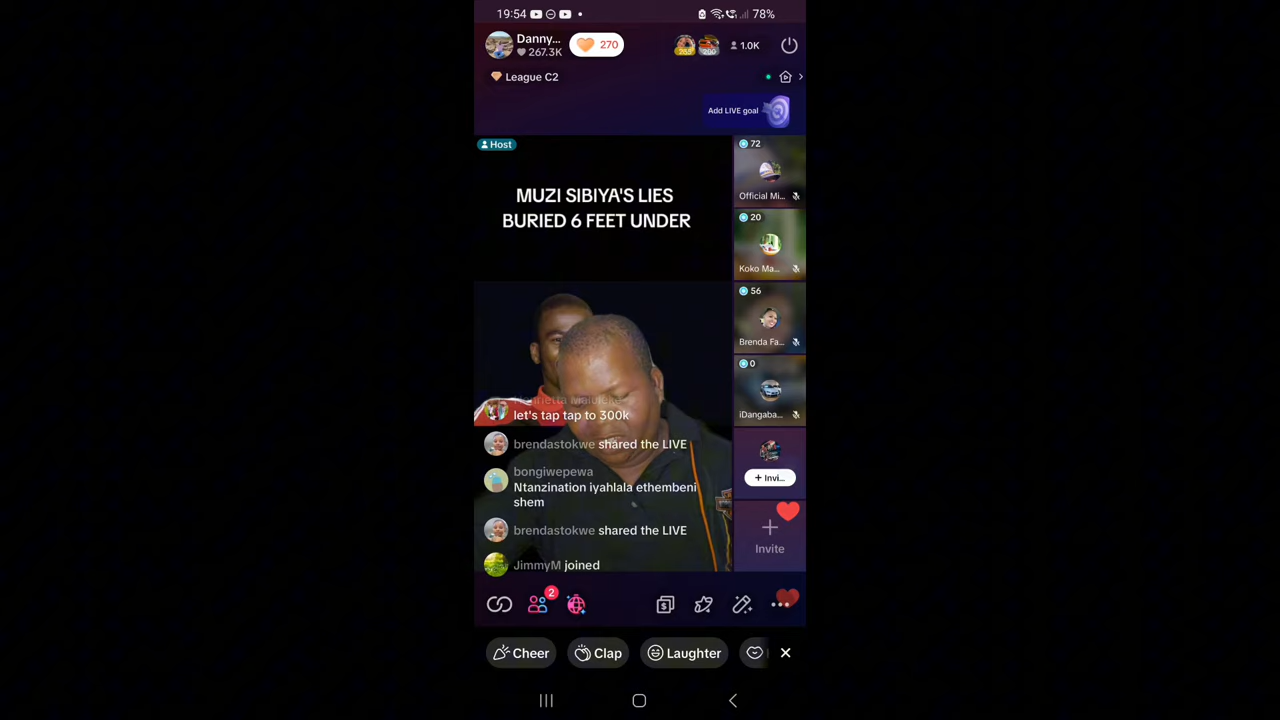 19:54
78%
Danny...
267.3K
270
265
200
1.0K
League C2
Add LIVE goal
Host
MUZI SIBIYA'S LIES
BURIED 6 FEET UNDER
72
Official Mi...
20
Koko Ma...
56
Brenda Fa...
0
iDangaba...
+ Invi...
Invite
let's tap tap to 300k
brendastokwe shared the LIVE
bongiwepewa
Ntanzination iyahlala ethembeni
shem
brendastokwe shared the LIVE
JimmyM joined
2
Cheer
Clap
Laughter